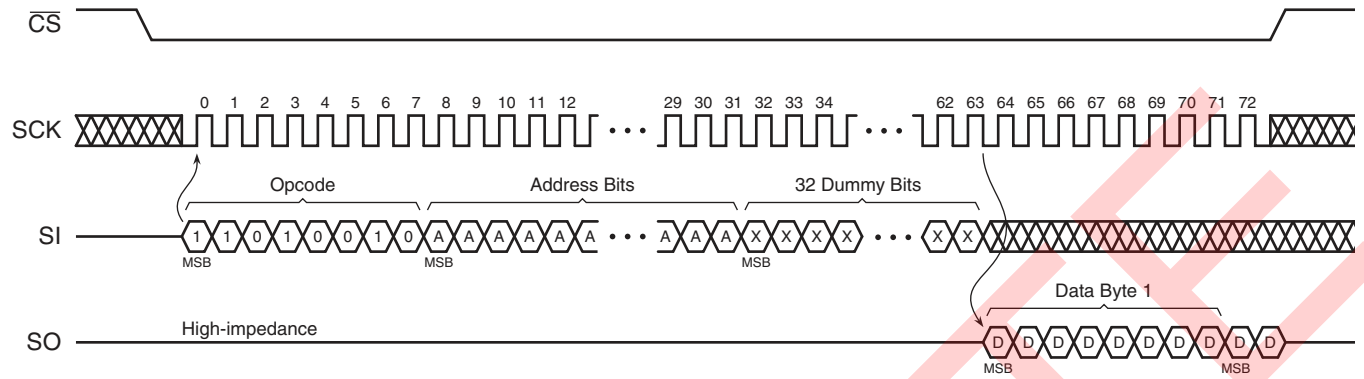 CS
0 1 2 3 4 5 6 7 8 9 10 11 12 29 30 31 32 33 34 62 63 64 65 66 67 68 69 70 71 72
SCK
Opcode Address Bits 32 Dummy Bits
SI 1 1 0 1 0 0 1 0 A A A A A A A A A X X X X X X
MSB MSB MSB
Data Byte 1
High-impedance
SO D D D D D D D D D D
MSB MSB